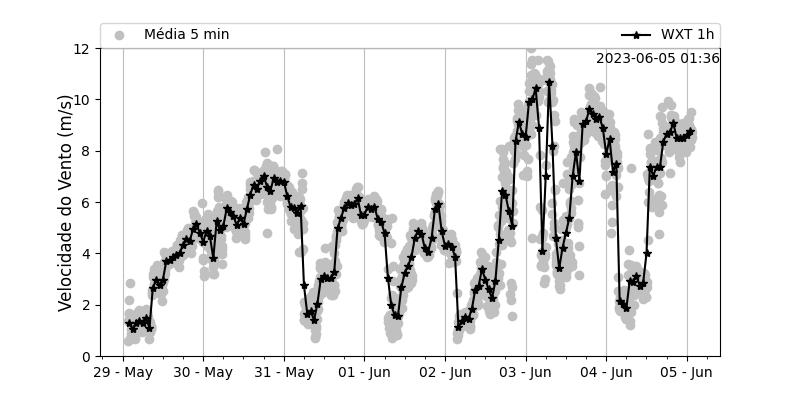 Média 5 min
WXT 1h
2023-06-05 01:36
Velocidade do Vento (m/s)
12
10
8
6
4
2
0
29 - May 30 - May 31 - May 01 - Jun 02 - Jun 03 - Jun 04 - Jun 05 - Jun